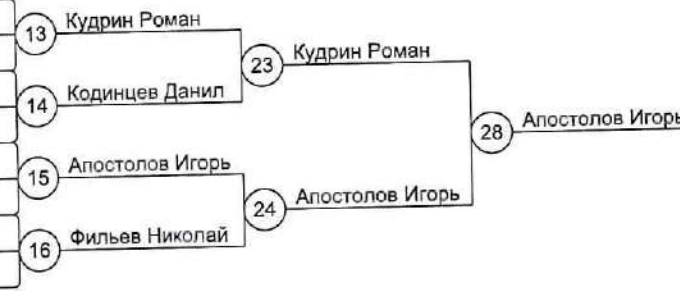 13 Кудрин Роман
23 Кудрин Роман
14 Кодинцев Данил
28 Апостолов Игорь
15 Апостолов Игорь
24 Апостолов Игорь
16 Фильев Николай